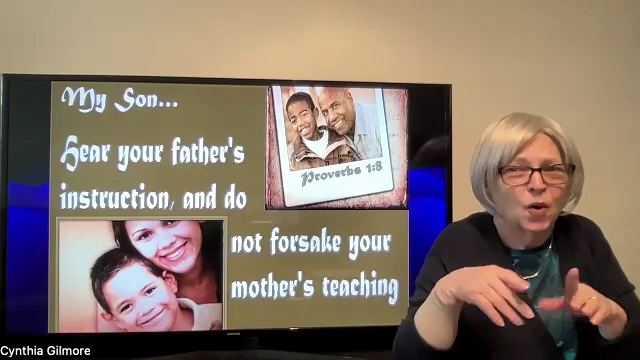 My Son...
Hear your father's
instruction, and do
not forsake your
mother's teaching
Proverbs 1:8
Cynthia Gilmore